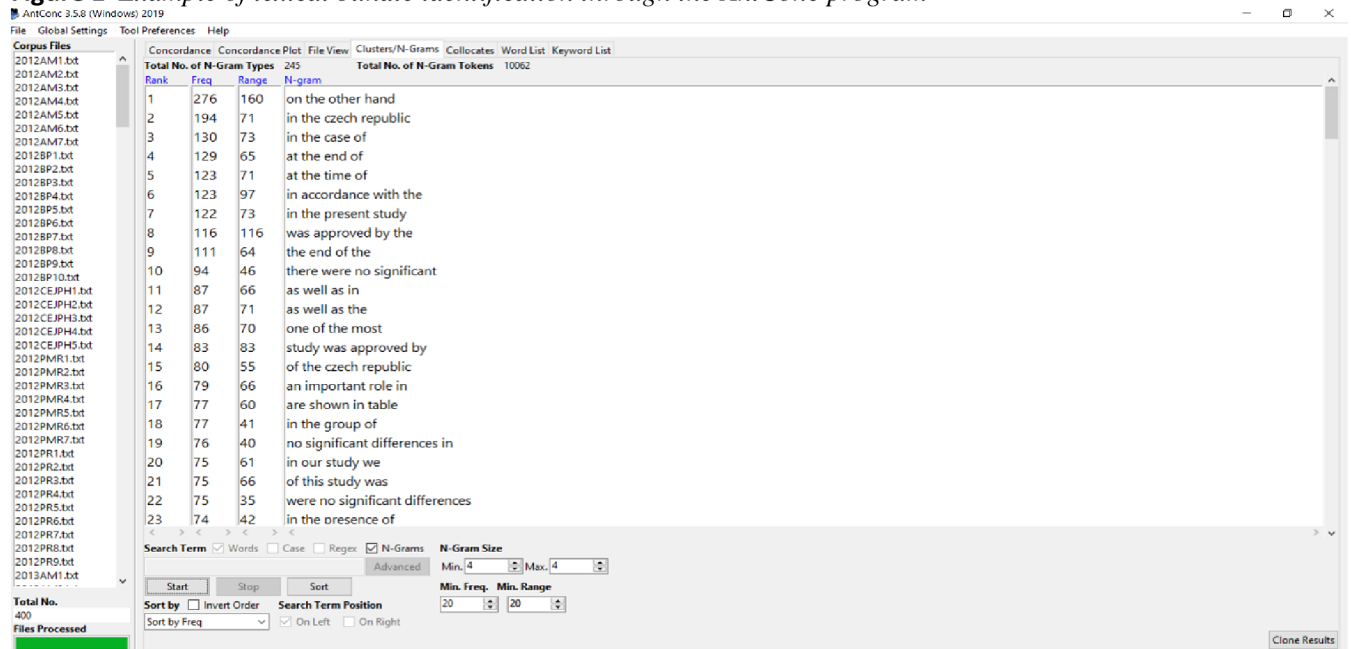 Figure 1 Example of lexical bundle identification through the AntConc program
AntConc 3.5.8 (Windows) 2019
File Global Settings Tool Preferences Help
Corpus Files
2012AM1.txt
2012AM2.txt
2012AM3.txt
2012AM4.txt
2012AM5.txt
2012AM6.txt
2012AM7.txt
2012BP1.txt
2012BP2.txt
2012BP3.txt
2012BP4.txt
2012BP5.txt
2012BP6.txt
2012BP7.txt
2012BP8.txt
2012BP9.txt
2012BP10.txt
2012CEJPH1.txt
2012CEJPH2.txt
2012CEJPH3.txt
2012CEJPH4.txt
2012CEJPH5.txt
2012PMR1.txt
2012PMR2.txt
2012PMR3.txt
2012PMR4.txt
2012PMR5.txt
2012PMR6.txt
2012PMR7.txt
2012PR1.txt
2012PR2.txt
2012PR3.txt
2012PR4.txt
2012PR5.txt
2012PR6.txt
2012PR7.txt
2012PR8.txt
2012PR9.txt
2013AM1.txt
Total No.
400
Files Processed
Concordance Concordance Plot File View Clusters/N-Grams Collocates Word List Keyword List
Total No. of N-Gram Types 245 Total No. of N-Gram Tokens 10062
Rank Freq Range N-gram
1 276 160 on the other hand
2 194 71 in the czech republic
3 130 73 in the case of
4 129 65 at the end of
5 123 71 at the time of
6 123 97 in accordance with the
7 122 73 in the present study
8 116 116 was approved by the
9 111 64 the end of the
10 94 46 there were no significant
11 87 66 as well as in
12 87 71 as well as the
13 86 70 one of the most
14 83 83 study was approved by
15 80 55 of the czech republic
16 79 66 an important role in
17 77 60 are shown in table
18 77 41 in the group of
19 76 40 no significant differences in
20 75 61 in our study we
21 75 66 of this study was
22 75 35 were no significant differences
23 74 42 in the presence of
Search Term Words Case Regex N-Grams N-Gram Size
Advanced Min. 4 Max. 4
Start Stop Sort Min. Freq. Min. Range
Sort by Invert Order Search Term Position 20 20
Sort by Freq On Left On Right
Clone Results